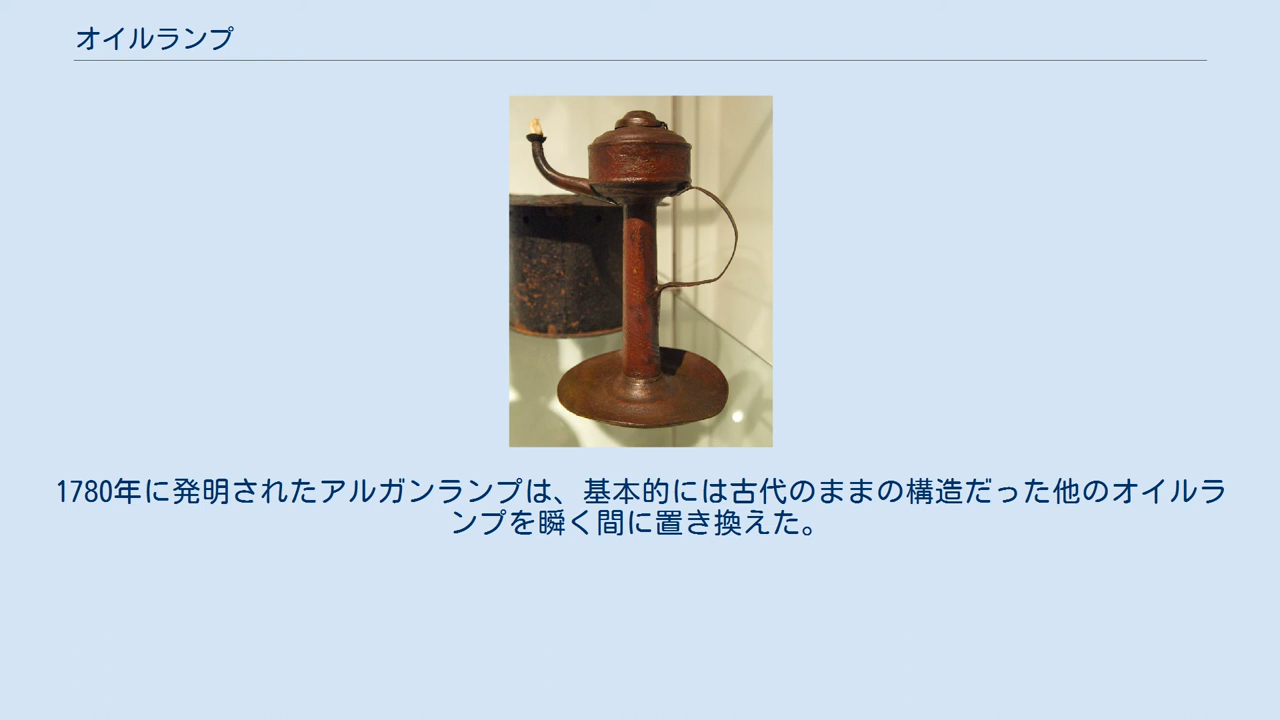 オイルランプ
1780年に発明されたアルガンランプは、基本的には古代のままの構造だった他のオイルラ
ンプを瞬く間に置き換えた。